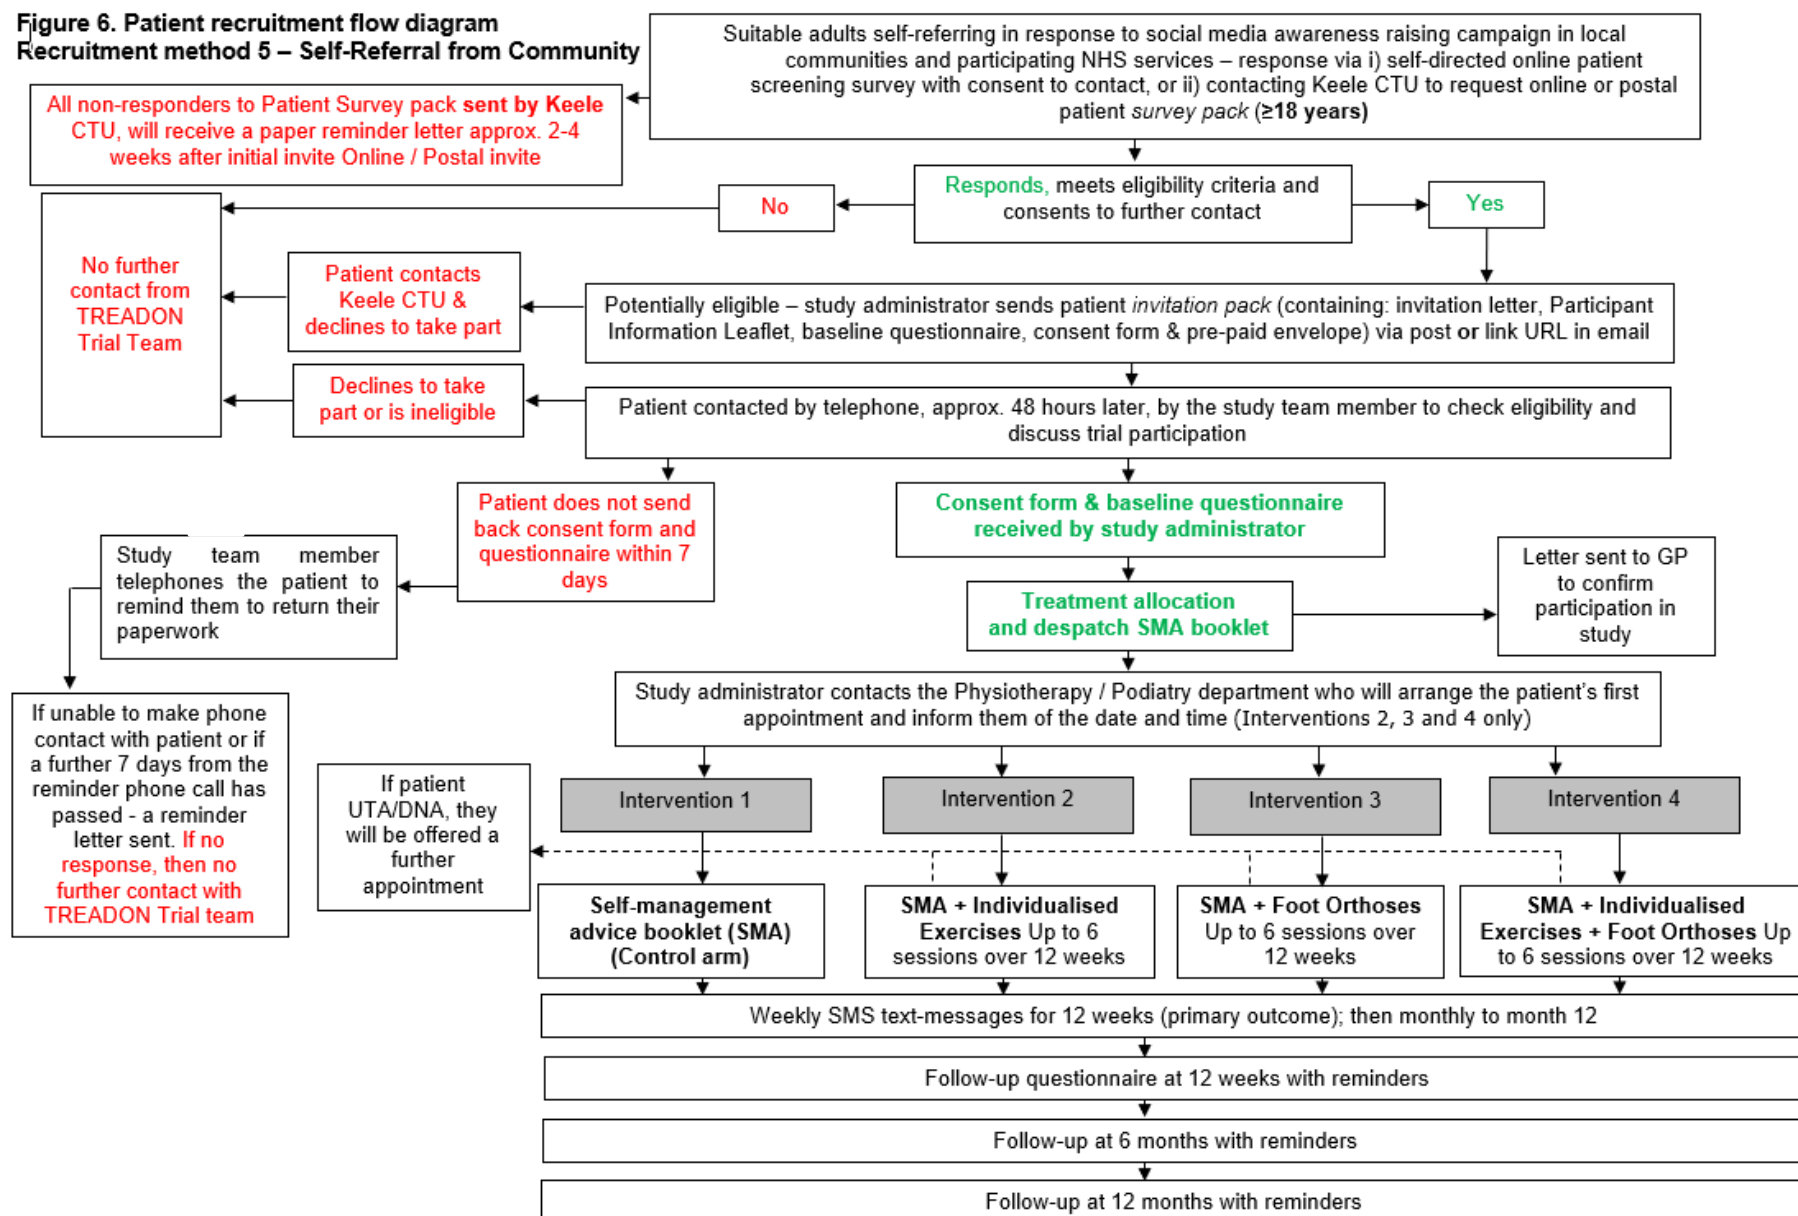 Figure 6. Patient recruitment flow diagram
Recruitment method 5 – Self-Referral from Community
Suitable adults self-referring in response to social media awareness raising campaign in local
communities and participating NHS services – response via i) self-directed online patient
screening survey with consent to contact, or ii) contacting Keele CTU to request online or postal
patient survey pack (≥18 years)
All non-responders to Patient Survey pack sent by Keele
CTU, will receive a paper reminder letter approx. 2-4
weeks after initial invite Online / Postal invite
Responds, meets eligibility criteria and
consents to further contact
No
Yes
No further
contact from
TREADON
Trial Team
Patient contacts
Keele CTU &
declines to take part
Potentially eligible – study administrator sends patient invitation pack (containing: invitation letter, Participant
Information Leaflet, baseline questionnaire, consent form & pre-paid envelope) via post or link URL in email
Declines to take
part or is ineligible
Patient contacted by telephone, approx. 48 hours later, by the study team member to check eligibility and
discuss trial participation
Patient does not send
back consent form and
questionnaire within 7
days
Consent form & baseline questionnaire
received by study administrator
Study team member
telephones the patient to
remind them to return their
paperwork
Treatment allocation
and despatch SMA booklet
Letter sent to GP
to confirm
participation in
study
If unable to make phone
contact with patient or if
a further 7 days from the
reminder phone call has
passed - a reminder
letter sent. If no
response, then no
further contact with
TREADON Trial team
Study administrator contacts the Physiotherapy / Podiatry department who will arrange the patient's first
appointment and inform them of the date and time (Interventions 2, 3 and 4 only)
If patient
UTA/DNA, they
will be offered a
further
appointment
Intervention 1
Intervention 2
Intervention 3
Intervention 4
Self-management
advice booklet (SMA)
(Control arm)
SMA + Individualised
Exercises Up to 6
sessions over 12 weeks
SMA + Foot Orthoses
Up to 6 sessions over
12 weeks
SMA + Individualised
Exercises + Foot Orthoses Up
to 6 sessions over 12 weeks
Weekly SMS text-messages for 12 weeks (primary outcome); then monthly to month 12
Follow-up questionnaire at 12 weeks with reminders
Follow-up at 6 months with reminders
Follow-up at 12 months with reminders